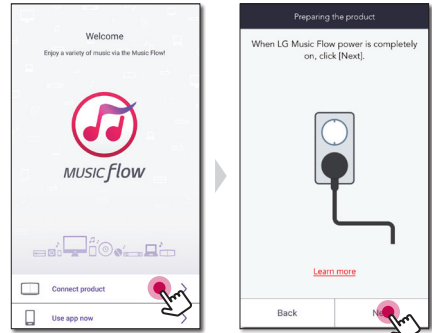 Welcome
Enjoy a variety of music via the Music Flow!
MUSIC flow
Connect product
Use app now
Preparing the product
When LG Music Flow power is completely
on, click [Next].
Learn more
Back